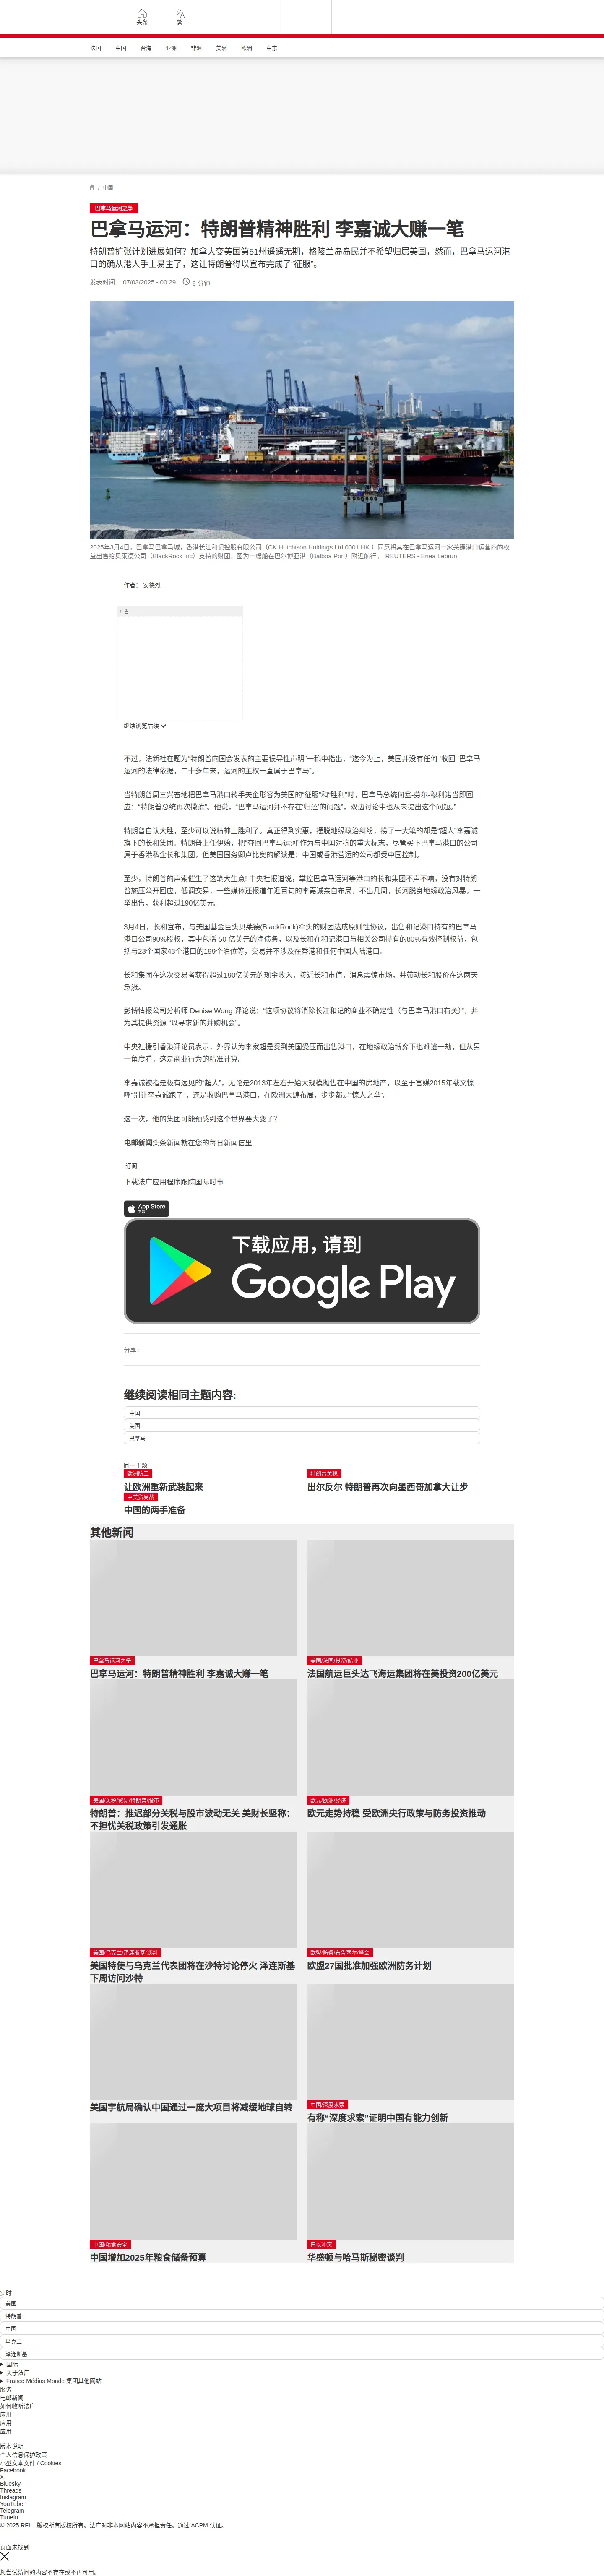 头条
繁
法国 中国 台海 亚洲 非洲 美洲 欧洲 中东
/ 中国
巴拿马运河之争
巴拿马运河：特朗普精神胜利 李嘉诚大赚一笔
特朗普扩张计划进展如何？加拿大变美国第51州遥遥无期，格陵兰岛岛民并不希望归属美国，然而，巴拿马运河港
口的确从港人手上易主了，这让特朗普得以宣布完成了“征服”。
发表时间： 07/03/2025 - 00:29 6 分钟
2025年3月4日，巴拿马巴拿马城，香港长江和记控股有限公司（CK Hutchison Holdings Ltd 0001.HK ）同意将其在巴拿马运河一家关键港口运营商的权
益出售给贝莱德公司（BlackRock Inc）支持的财团。图为一艘船在巴尔博亚港（Balboa Port）附近航行。 REUTERS - Enea Lebrun
作者： 安德烈
广告
继续浏览后续
不过，法新社在题为“特朗普向国会发表的主要误导性声明”一稿中指出，“迄今为止，美国并没有任何 ‘收回 ’巴拿马
运河的法律依据，二十多年来，运河的主权一直属于巴拿马”。
当特朗普周三兴奋地把巴拿马港口转手美企形容为美国的“征服”和“胜利”时，巴拿马总统何塞-劳尔-穆利诺当即回
应：“特朗普总统再次撒谎”。他说，“巴拿马运河并不存在‘归还’的问题”，双边讨论中也从未提出这个问题。”
特朗普自认大胜，至少可以说精神上胜利了。真正得到实惠，摆脱地缘政治纠纷，捞了一大笔的却是“超人”李嘉诚
旗下的长和集团。特朗普上任伊始，把“夺回巴拿马运河”作为与中国对抗的重大标志，尽管买下巴拿马港口的公司
属于香港私企长和集团，但美国国务卿卢比奥的解读是：中国或香港营运的公司都受中国控制。
至少，特朗普的声索催生了这笔大生意! 中央社报道说，掌控巴拿马运河等港口的长和集团不声不响，没有对特朗
普施压公开回应，低调交易，一些媒体还报道年近百旬的李嘉诚亲自布局，不出几周，长河脱身地缘政治风暴，一
举出售，获利超过190亿美元。
3月4日，长和宣布，与美国基金巨头贝莱德(BlackRock)牵头的财团达成原则性协议，出售和记港口持有的巴拿马
港口公司90%股权，其中包括 50 亿美元的净债务，以及长和在和记港口与相关公司持有的80%有效控制权益，包
括与23个国家43个港口的199个泊位等，交易并不涉及在香港和任何中国大陆港口。
长和集团在这次交易者获得超过190亿美元的现金收入，接近长和市值，消息震惊市场，并带动长和股价在这两天
急涨。
彭博情报公司分析师 Denise Wong 评论说：“这项协议将消除长江和记的商业不确定性（与巴拿马港口有关）”，并
为其提供资源 “以寻求新的并购机会”。
中央社援引香港评论员表示，外界认为李家超是受到美国受压而出售港口，在地缘政治博弈下也难逃一劫，但从另
一角度看，这是商业行为的精准计算。
李嘉诚被指是极有远见的“超人”，无论是2013年左右开始大规模抛售在中国的房地产，以至于官媒2015年载文惊
呼“别让李嘉诚跑了”，还是收购巴拿马港口，在欧洲大肆布局，步步都是“惊人之举”。
这一次，他的集团可能预感到这个世界要大变了？
电邮新闻头条新闻就在您的每日新闻信里
订阅
下载法广应用程序跟踪国际时事
App Store
下载
下载应用，请到
Google Play
分享 :
继续阅读相同主题内容:
中国
美国
巴拿马
同一主题
欧洲防卫
让欧洲重新武装起来
特朗普关税
出尔反尔 特朗普再次向墨西哥加拿大让步
中美贸易战
中国的两手准备
其他新闻
巴拿马运河之争
巴拿马运河：特朗普精神胜利 李嘉诚大赚一笔
美国/法国/投资/船业
法国航运巨头达飞海运集团将在美投资200亿美元
美国/关税/贸易/特朗普/股市
特朗普：推迟部分关税与股市波动无关 美财长坚称：
不担忧关税政策引发通胀
欧元/欧洲/经济
欧元走势持稳 受欧洲央行政策与防务投资推动
美国/乌克兰/泽连斯基/谈判
美国特使与乌克兰代表团将在沙特讨论停火 泽连斯基
下周访问沙特
欧盟/防务/布鲁塞尔/峰会
欧盟27国批准加强欧洲防务计划
美国宇航局确认中国通过一庞大项目将减缓地球自转
中国/深度求索
有称“深度求索”证明中国有能力创新
中国/粮食安全
中国增加2025年粮食储备预算
巴以冲突
华盛顿与哈马斯秘密谈判
实时
美国
特朗普
中国
马克兰
泽连斯基
国际
关于法广
France Médias Monde 集团其他网站
服务
电邮新闻
如何收听法广
应用
应用
应用
版本说明
个人信息保护政策
小型文本文件 / Cookies
Facebook
X
Bluesky
Threads
Instagram
YouTube
Telegram
TuneIn
© 2025 RFI – 版权所有版权所有。法广对非本网站内容不承担责任。通过 ACPM 认证。
页面未找到
您尝试访问的内容不存在或不再可用。